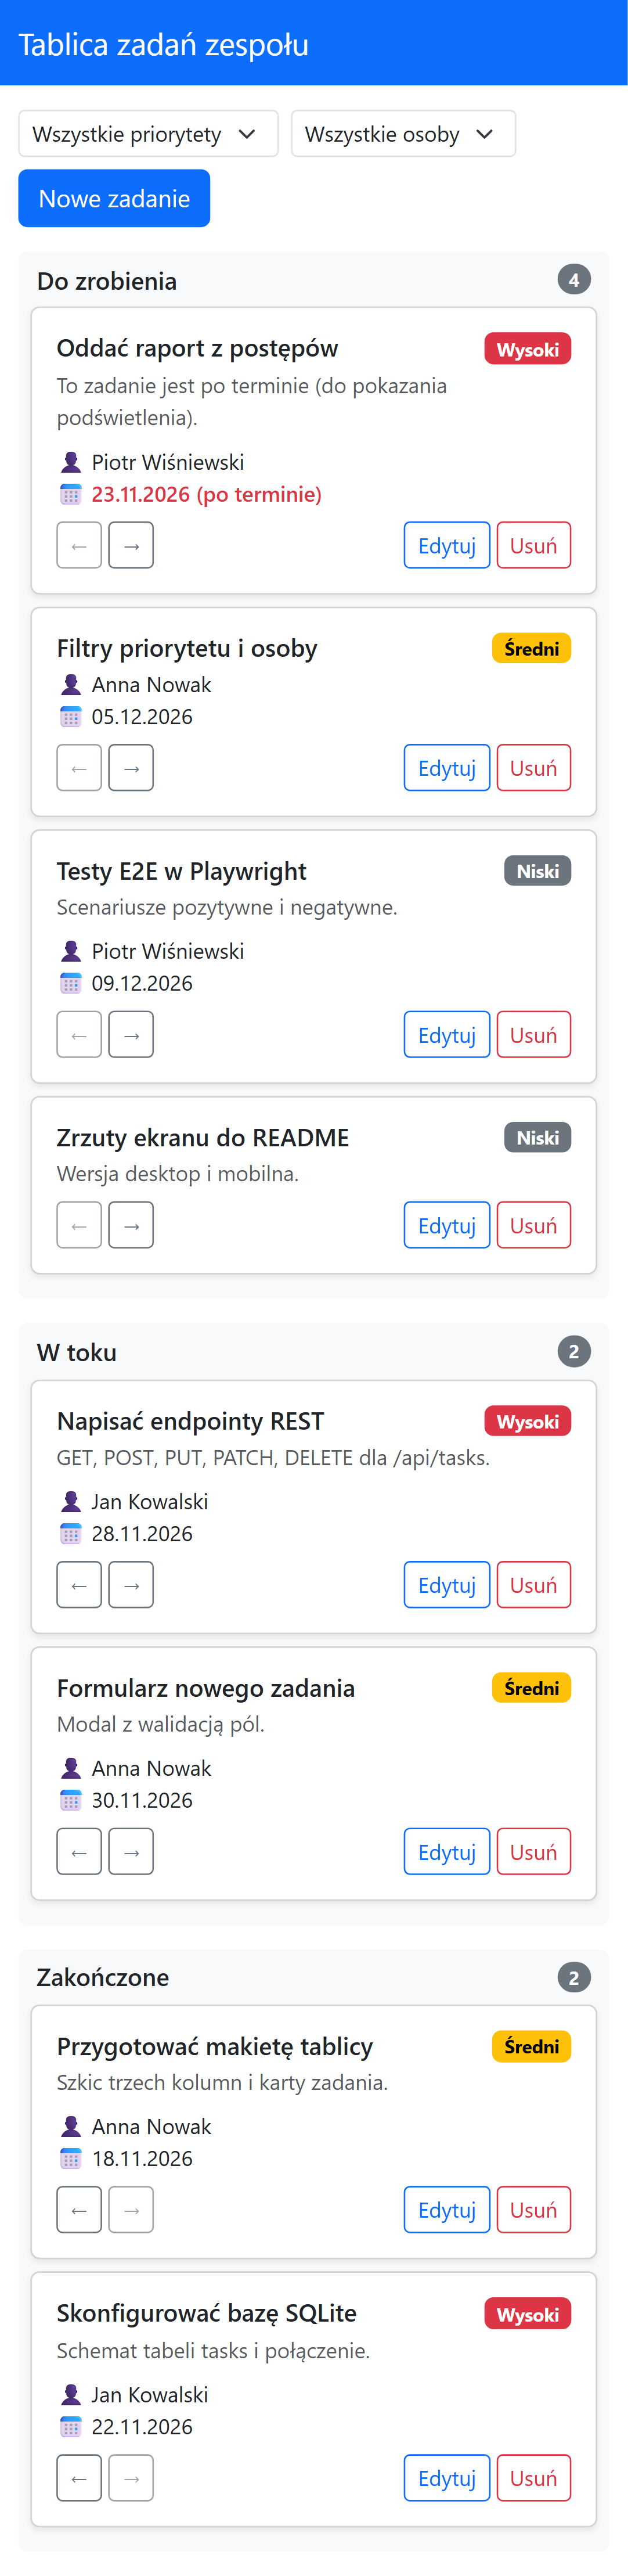 Tablica zadań zespołu
Wszystkie priorytety
Wszystkie osoby
Nowe zadanie
Do zrobienia
4
Oddać raport z postępów
Wysoki
To zadanie jest po terminie (do pokazania
podświetlenia).
Piotr Wiśniewski
23.11.2026 (po terminie)
← → Edytuj Usuń
Filtry priorytetu i osoby
Średni
Anna Nowak
05.12.2026
← → Edytuj Usuń
Testy E2E w Playwright
Niski
Scenariusze pozytywne i negatywne.
Piotr Wiśniewski
09.12.2026
← → Edytuj Usuń
Zrzuty ekranu do README
Niski
Wersja desktop i mobilna.
← → Edytuj Usuń
W toku
2
Napisać endpointy REST
Wysoki
GET, POST, PUT, PATCH, DELETE dla /api/tasks.
Jan Kowalski
28.11.2026
← → Edytuj Usuń
Formularz nowego zadania
Średni
Modal z walidacją pól.
Anna Nowak
30.11.2026
← → Edytuj Usuń
Zakończone
2
Przygotować makietę tablicy
Średni
Szkic trzech kolumn i karty zadania.
Anna Nowak
18.11.2026
← → Edytuj Usuń
Skonfigurować bazę SQLite
Wysoki
Schemat tabeli tasks i połączenie.
Jan Kowalski
22.11.2026
← → Edytuj Usuń